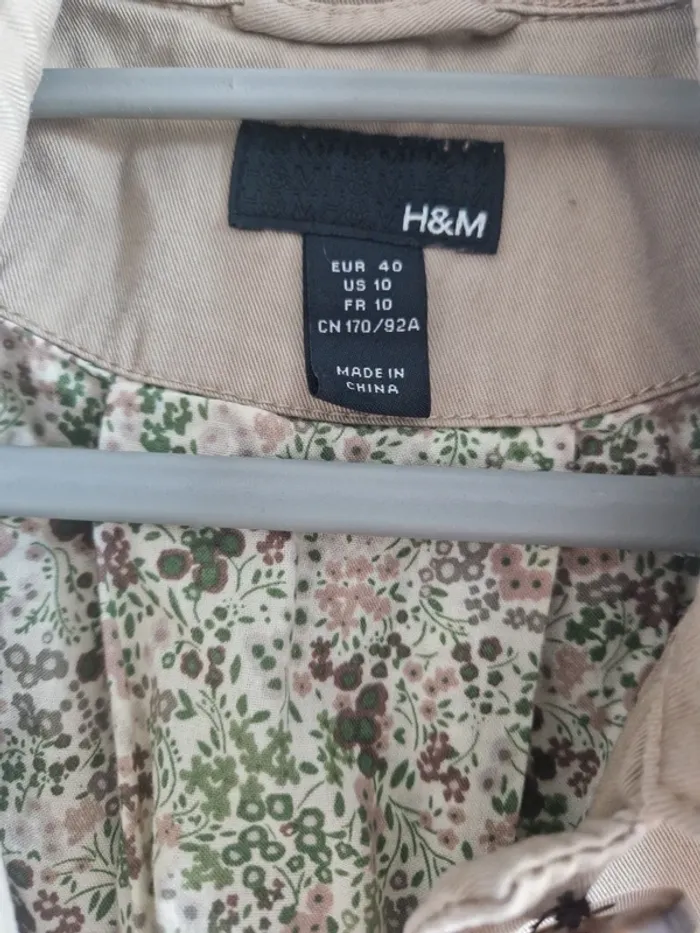 H&M
EUR 40
US 10
FR 10
CN 170/92A
MADE IN
CHINA